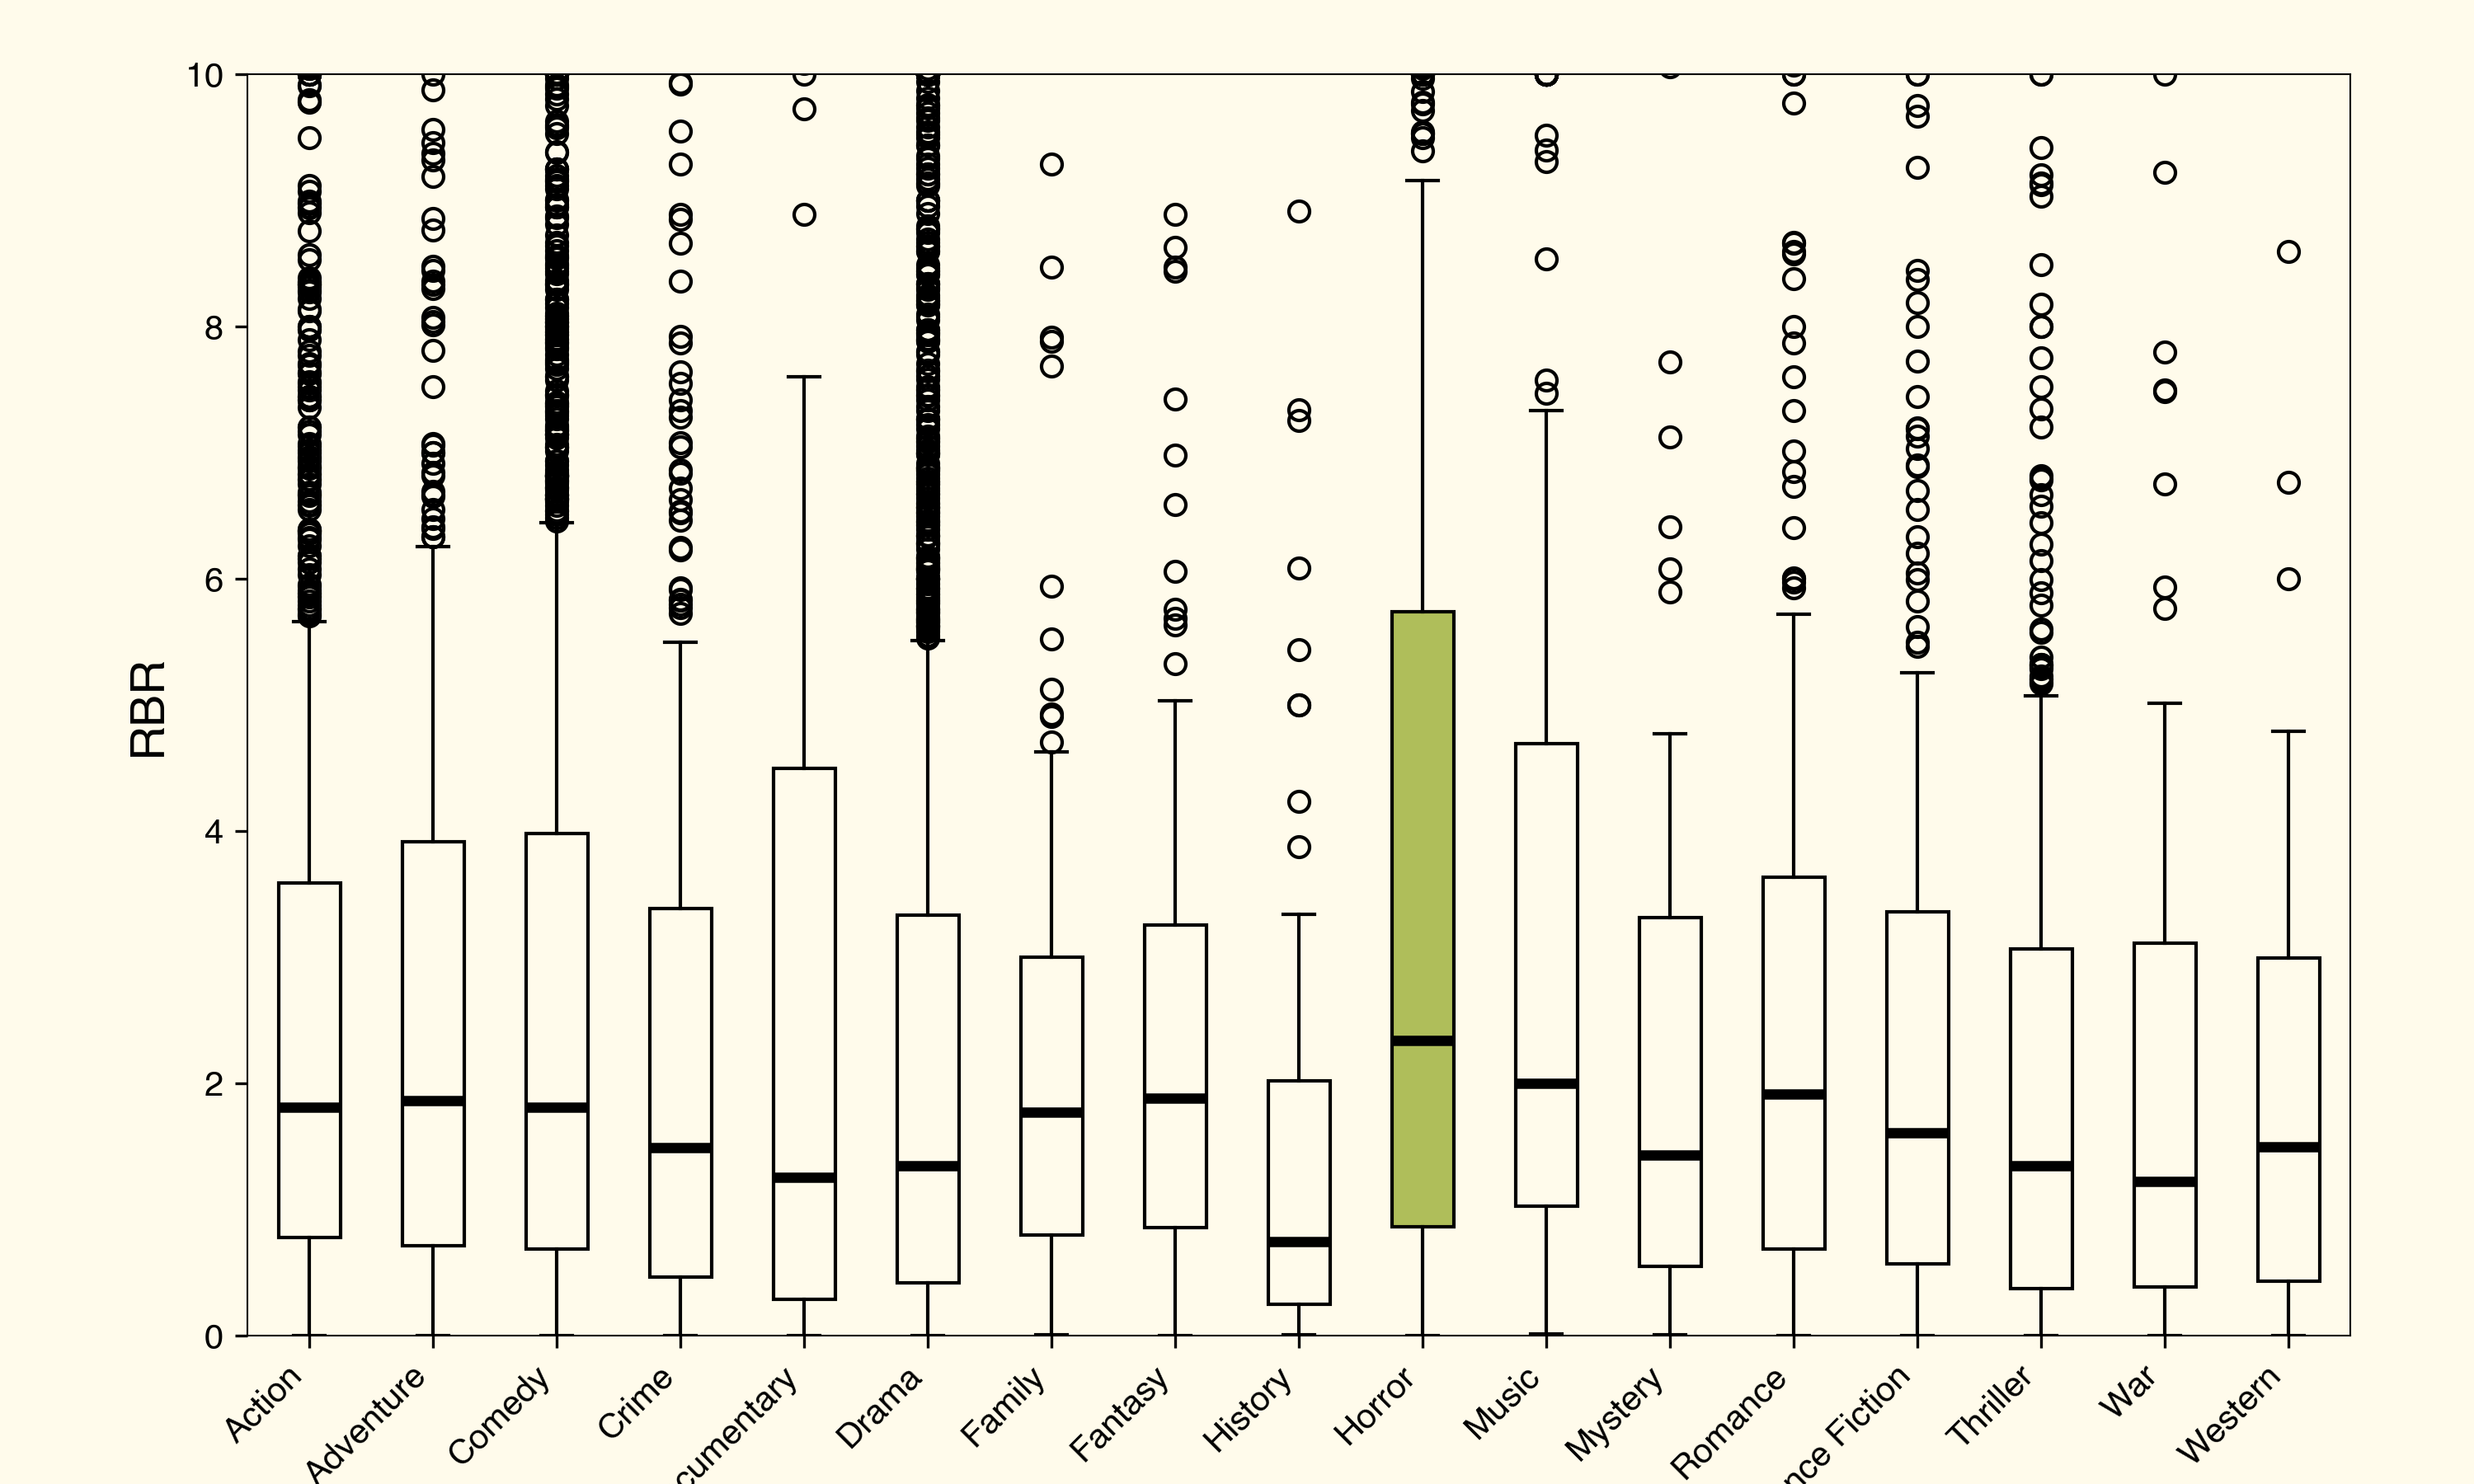 RBR
10
8
6
4
2
0
Action
Adventure
Comedy
Crime
cumentary
Drama
Family
Fantasy
History
Horror
Music
Mystery
Romance
nce Fiction
Thriller
War
Western